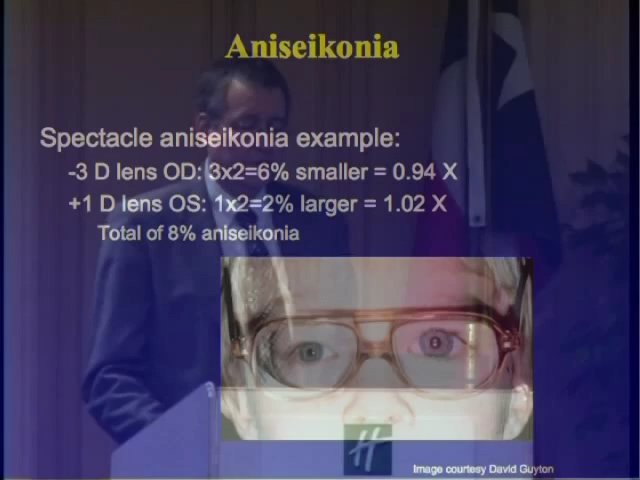 Aniseikonia
Spectacle aniseikonia example:
-3 D lens OD: 3x2=6% smaller = 0.94 X
+1 D lens OS: 1x2=2% larger = 1.02 X
Total of 8% aniseikonia
H
Image courtesy David Guyton